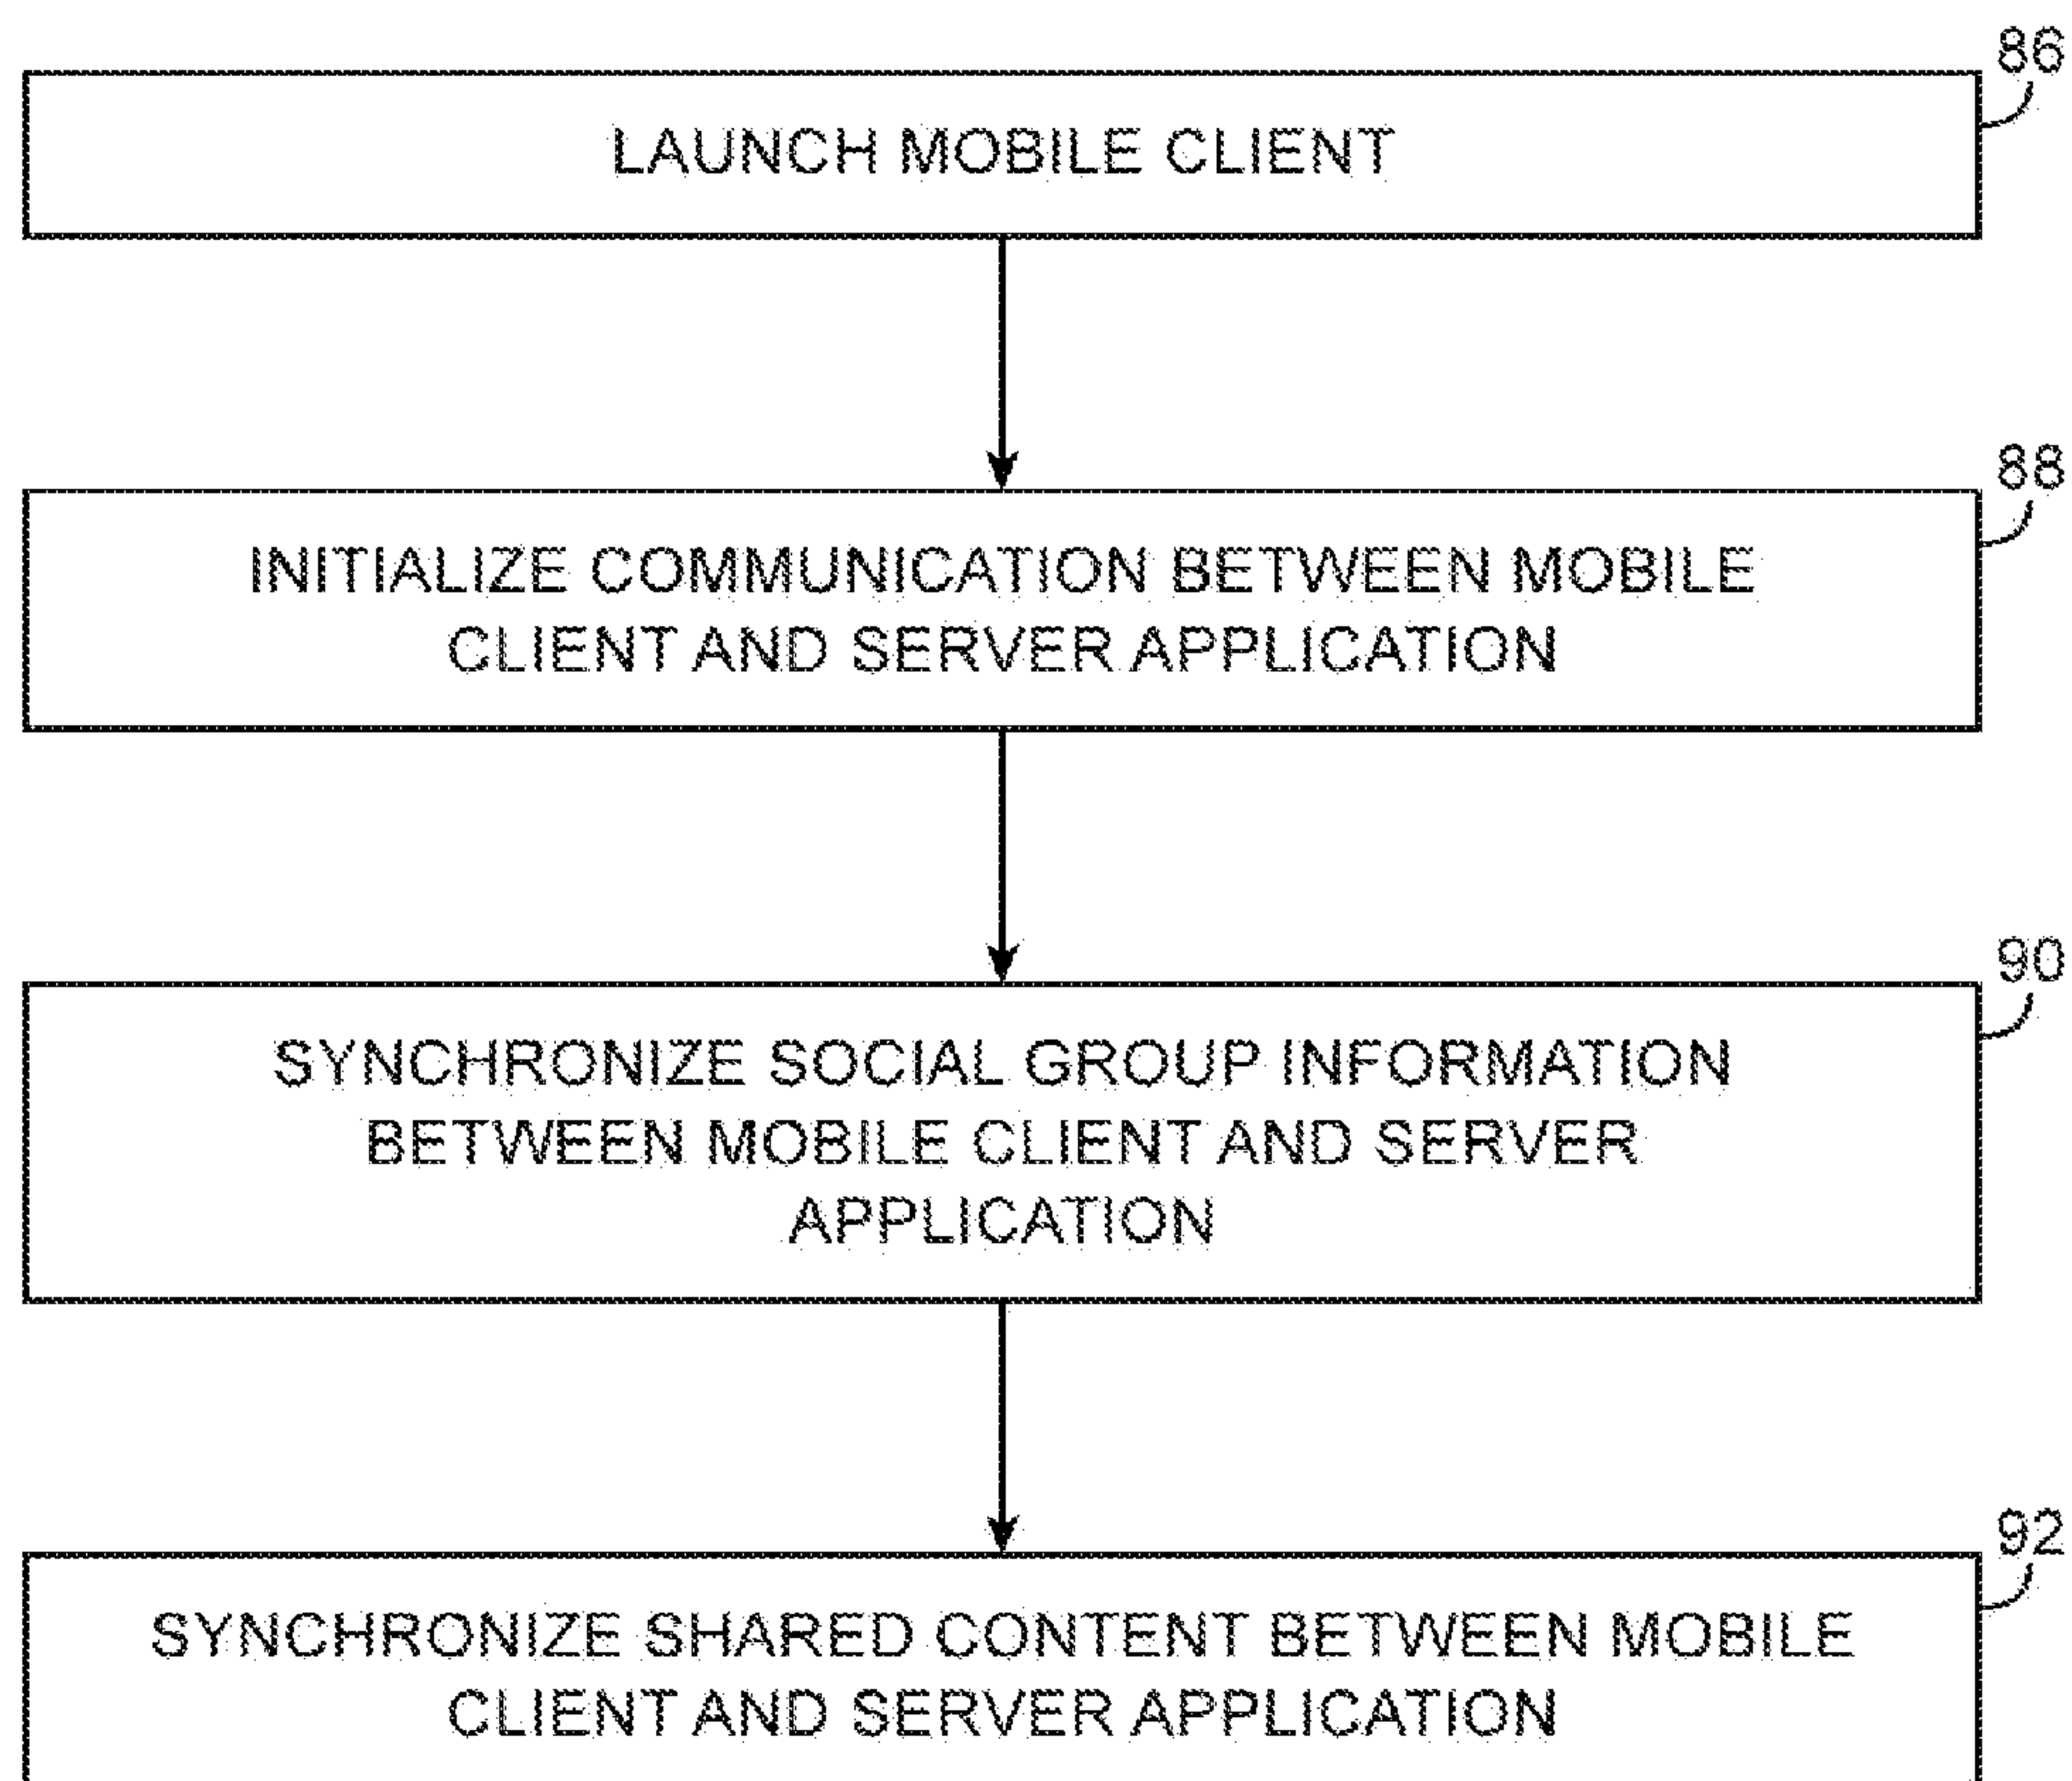 86
LAUNCH MOBILE CLIENT
88
INITIALIZE COMMUNICATION BETWEEN MOBILE
CLIENT AND SERVER APPLICATION
90
SYNCHRONIZE SOCIAL GROUP INFORMATION
BETWEEN MOBILE CLIENT AND SERVER
APPLICATION
92
SYNCHRONIZE SHARED CONTENT BETWEEN MOBILE
CLIENT AND SERVER APPLICATION